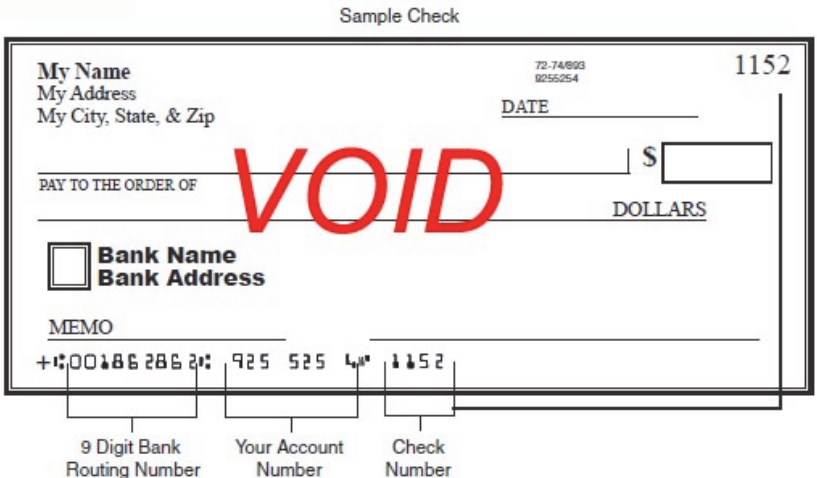 Sample Check
My Name
72-74/893
1152
My Address
9255254
My City, State, & Zip
DATE
$
PAY TO THE ORDER OF
VOID
DOLLARS
Bank Name
Bank Address
MEMO
+⑆001862862⑆ 925 525 4⑈ 1152
9 Digit Bank
Routing Number
Your Account
Number
Check
Number